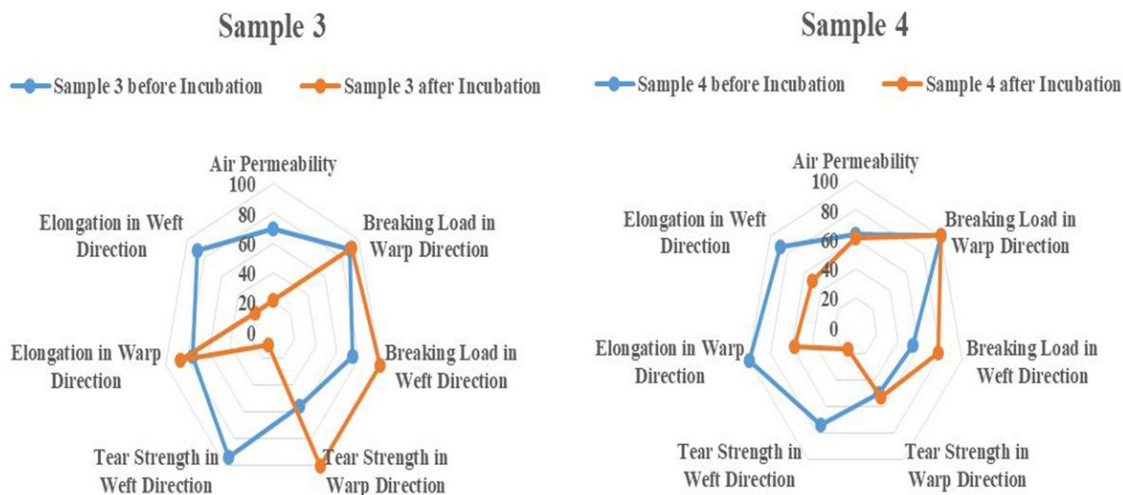 Sample 3
Sample 3 before Incubation
Sample 3 after Incubation
Air Permeability
100
80
60
40
20
0
Breaking Load in
Warp Direction
Breaking Load in
Weft Direction
Tear Strength in
Warp Direction
Tear Strength in
Weft Direction
Elongation in Warp
Direction
Elongation in Weft
Direction
Sample 4
Sample 4 before Incubation
Sample 4 after Incubation
Air Permeability
100
80
60
40
20
0
Breaking Load in
Warp Direction
Breaking Load in
Weft Direction
Tear Strength in
Warp Direction
Tear Strength in
Weft Direction
Elongation in Warp
Direction
Elongation in Weft
Direction